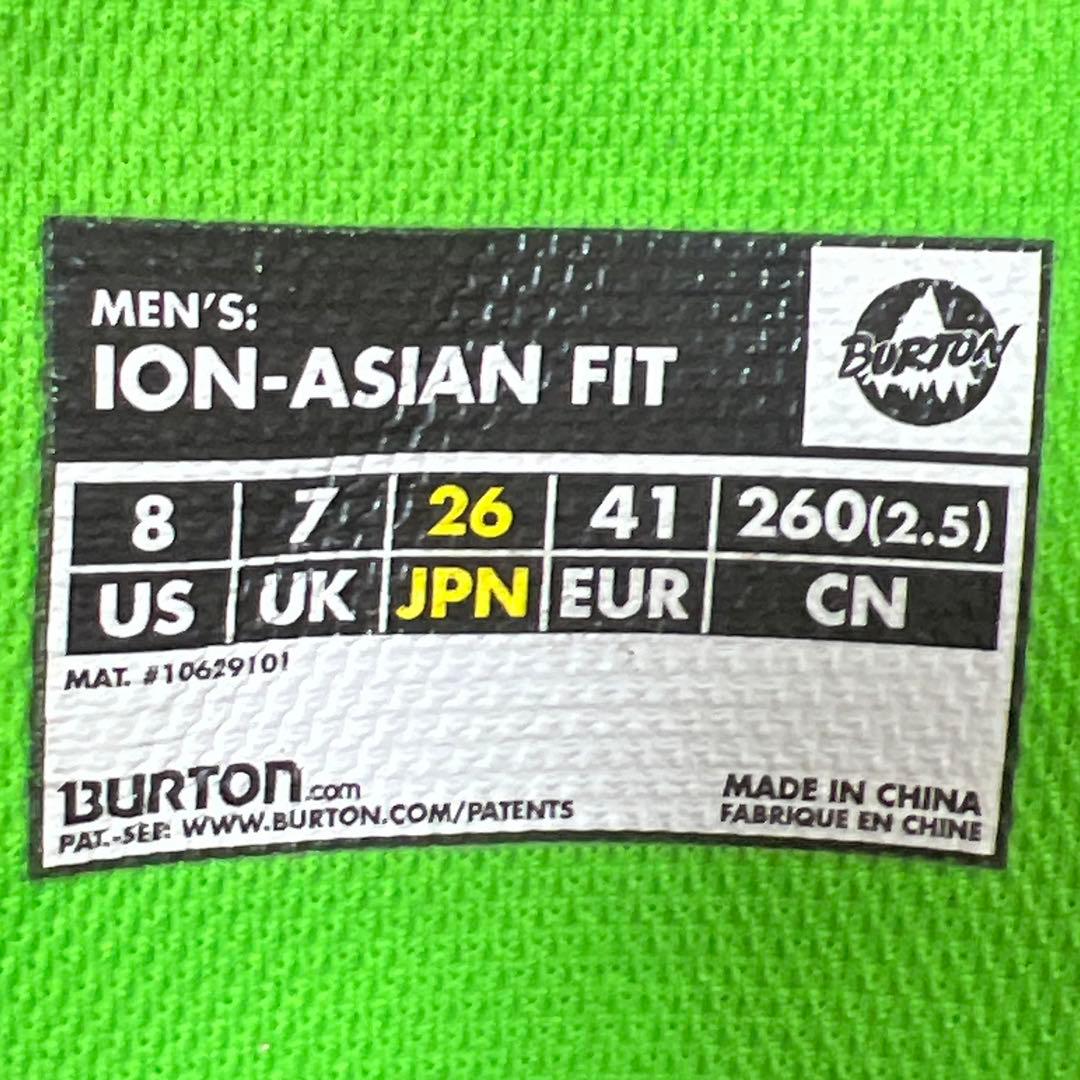 MEN'S:
ION-ASIAN FIT
BURTON
8 7 26 41 260(2.5)
US UK JPN EUR CN
MAT. #10629101
BURTON.com
PAT.-SEE: WWW.BURTON.COM/PATENTS
MADE IN CHINA
FABRIQUE EN CHINE